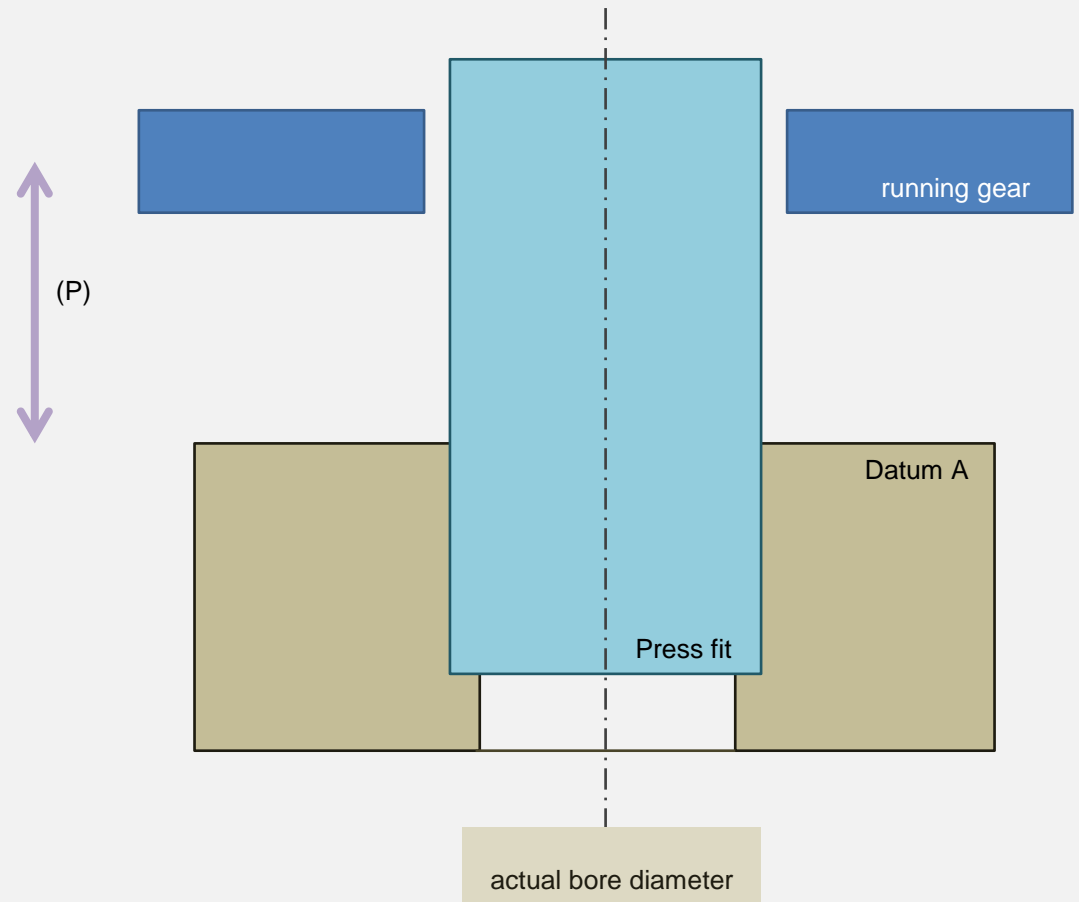 running gear
(P)
Datum A
Press fit
actual bore diameter